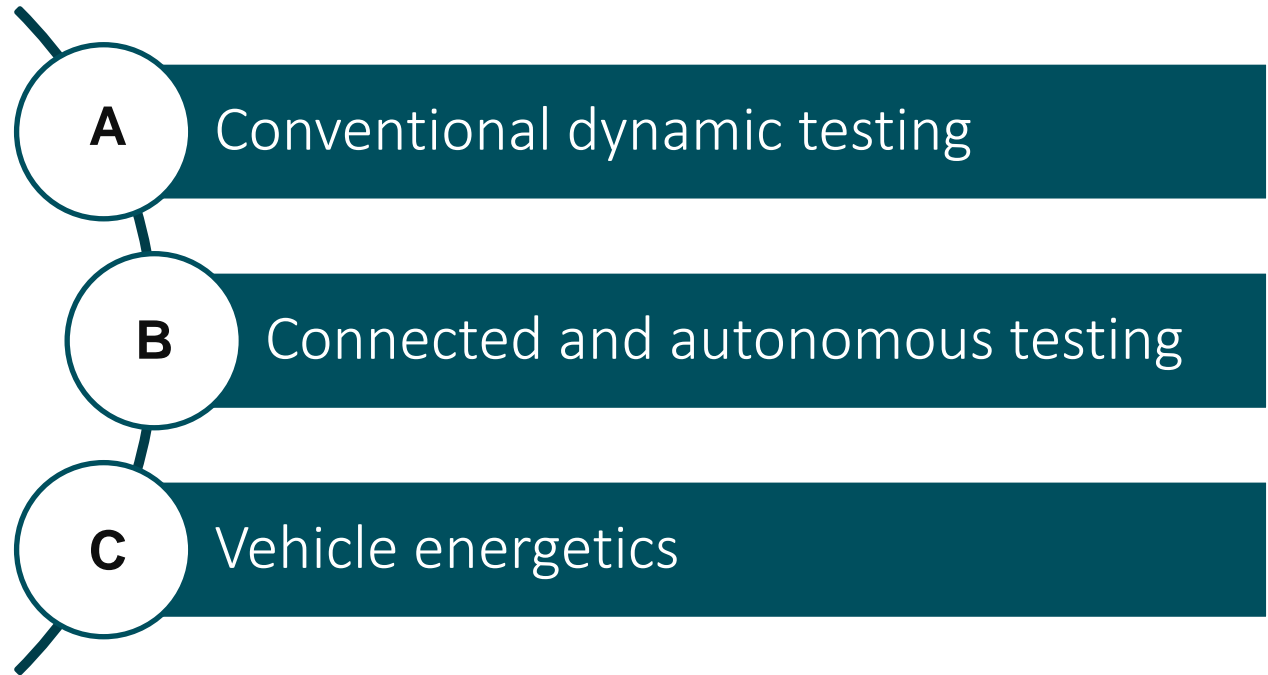 A
Conventional dynamic testing
B
Connected and autonomous testing
C
Vehicle energetics